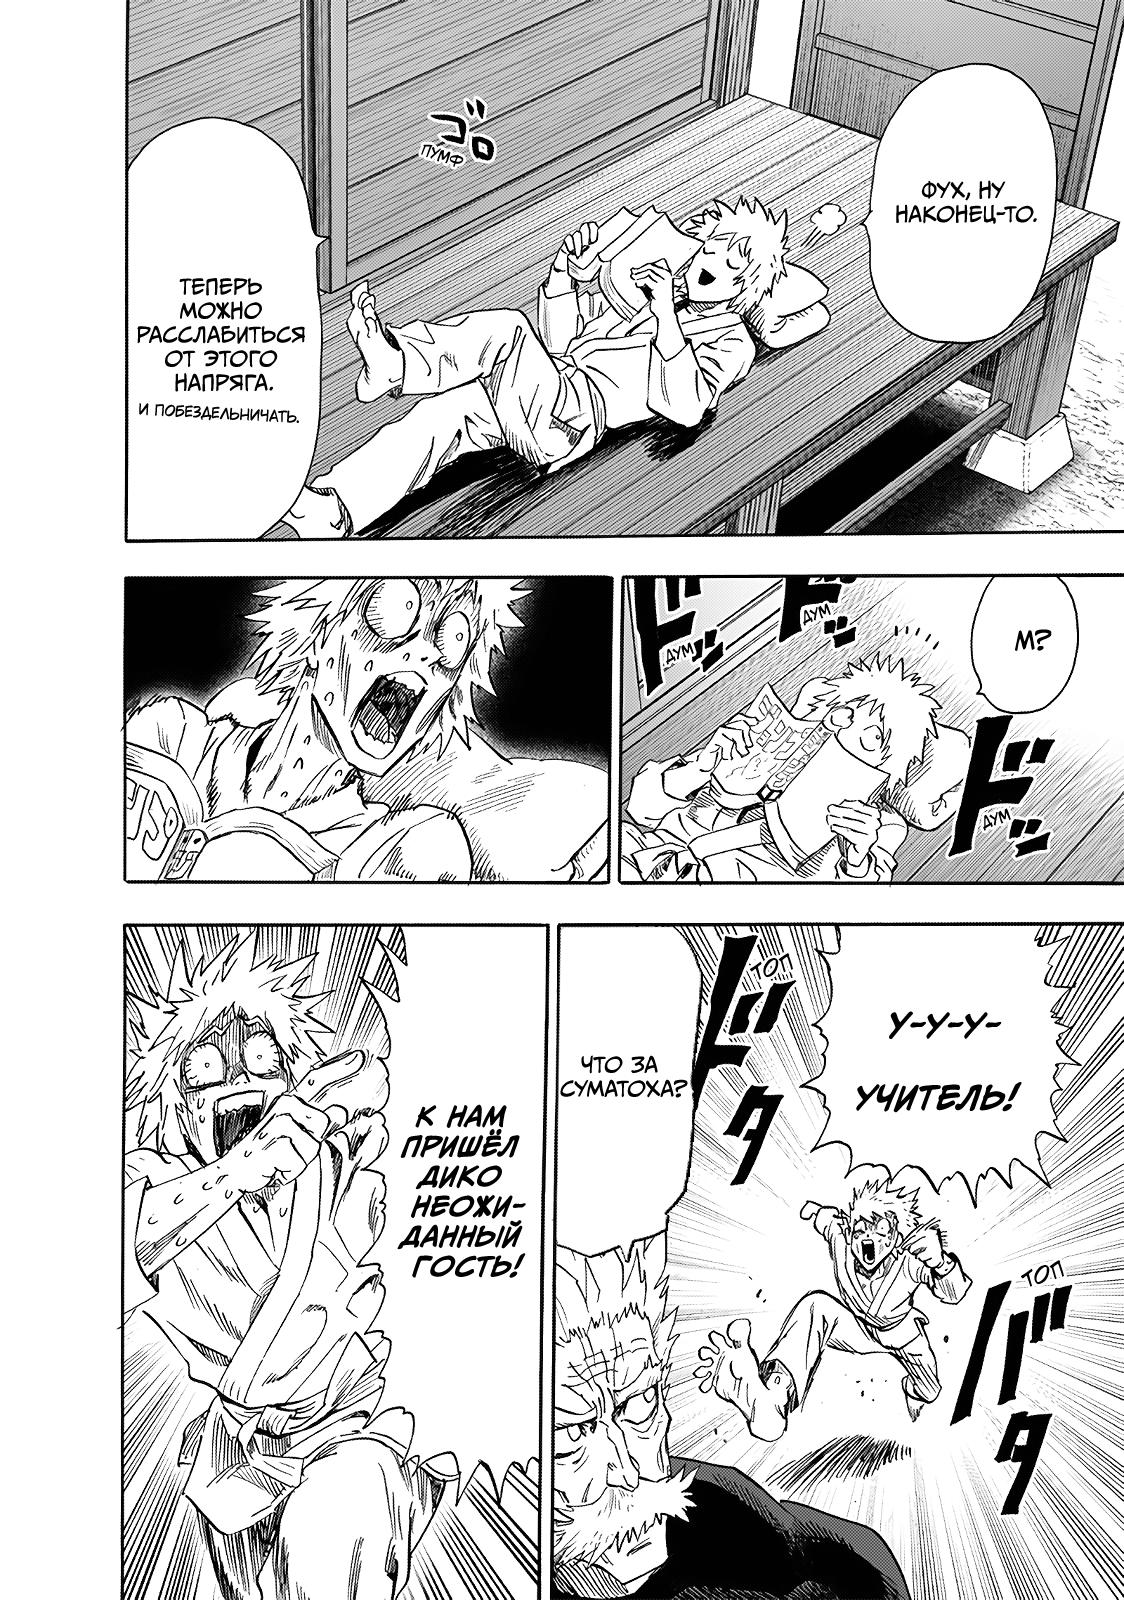 ФУХ, НУ
НАКОНЕЦ-ТО.
ゴロ
ПУМФ
ТЕПЕРЬ
МОЖНО
РАССЛАБИТЬСЯ
ОТ ЭТОГО
НАПРЯГА.
И ПОБЕЗДЕЛЬНИЧАТЬ.
М?
ド
ДУМ
ド
ДУМ
ド
ДУМ
У-У-У-
УЧИТЕЛЬ!
ドタ
ТОП
ドタ
ТОП
ЧТО ЗА
СУМАТОХА?
К НАМ
ПРИШЁЛ
ДИКО
НЕОЖИ-
ДАННЫЙ
ГОСТЬ!